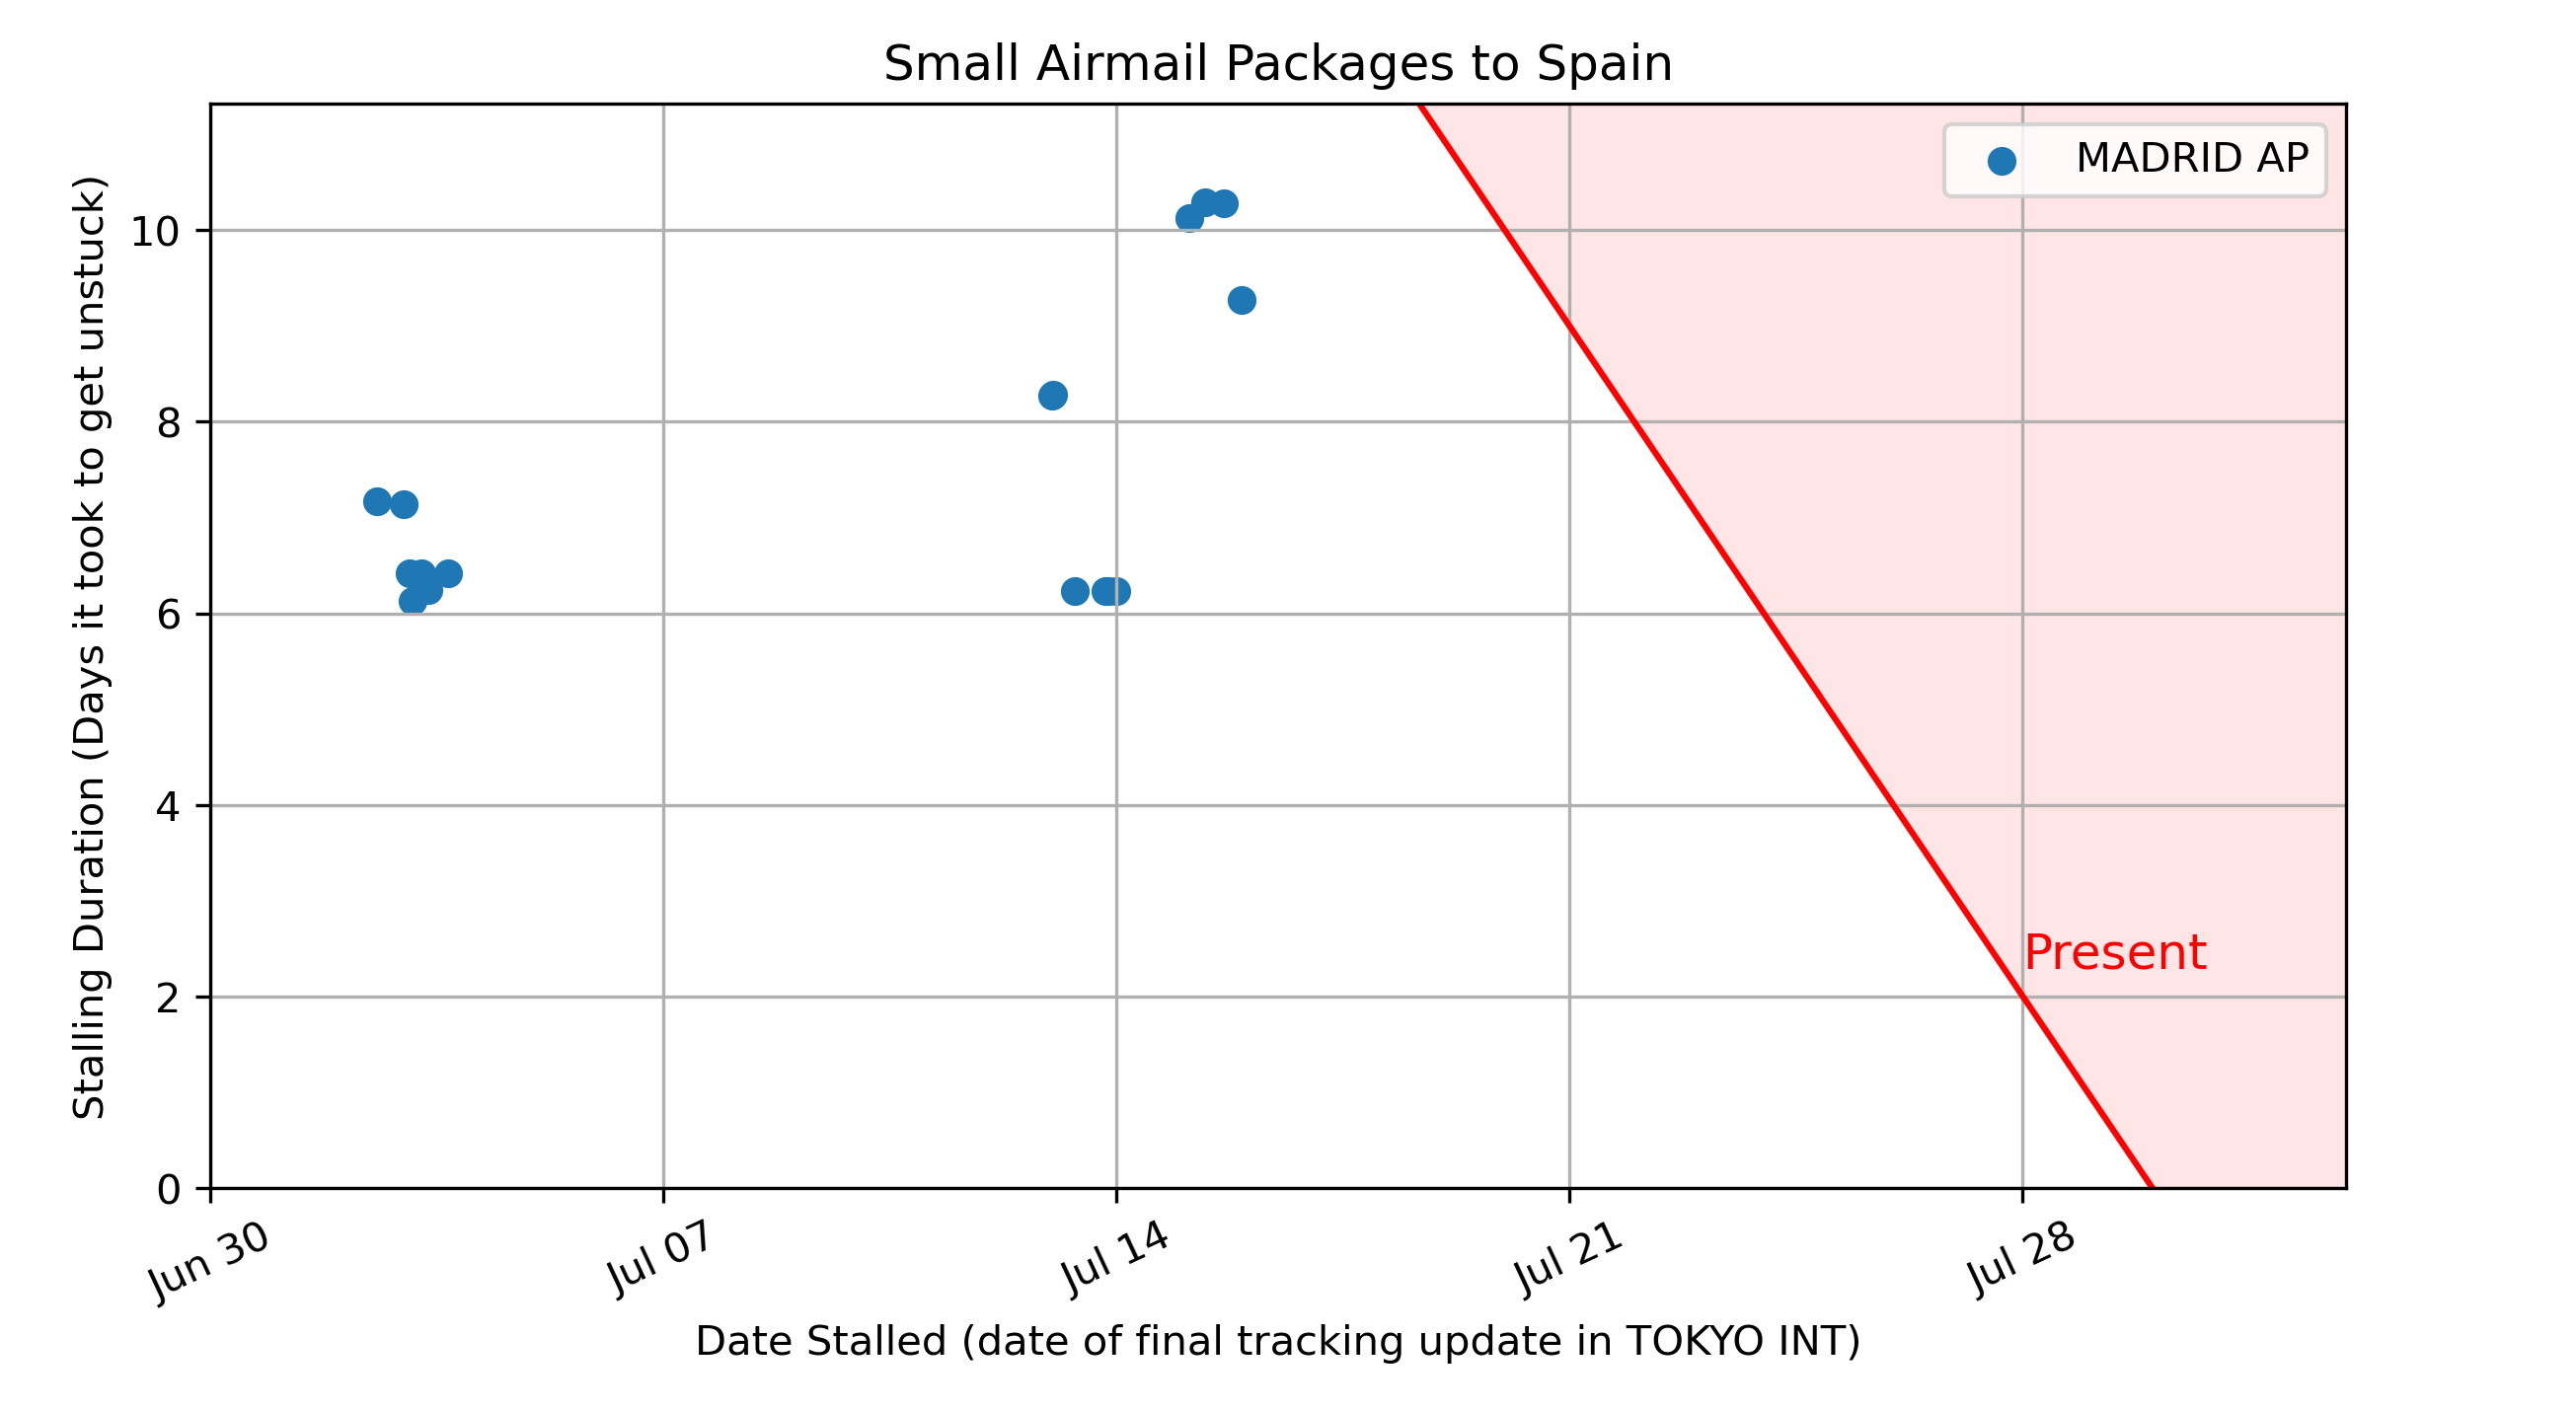 Small Airmail Packages to Spain
MADRID AP
Stalling Duration (Days it took to get unstuck)
10
8
6
4
2
0
Present
Jun 30
Jul 07
Jul 14
Jul 21
Jul 28
Date Stalled (date of final tracking update in TOKYO INT)